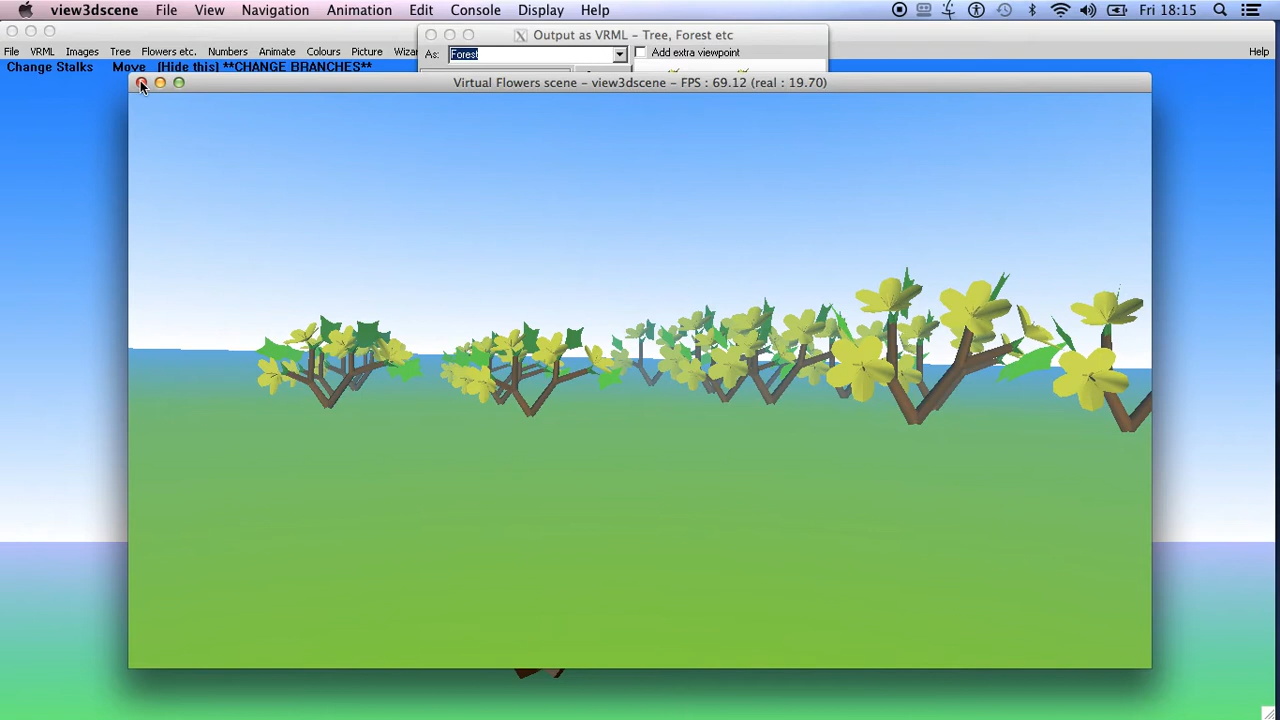 view3dscene File View Navigation Animation Edit Console Display Help Fri 18:15
Output as VRML - Tree, Forest etc
File VRML Images Tree Flowers etc. Numbers Animate Colours Picture Wizar Help
As: Forest Add extra viewpoint
Change Stalks Move (Hide this) **CHANGE BRANCHES**
Virtual Flowers scene - view3dscene - FPS : 69.12 (real : 19.70)